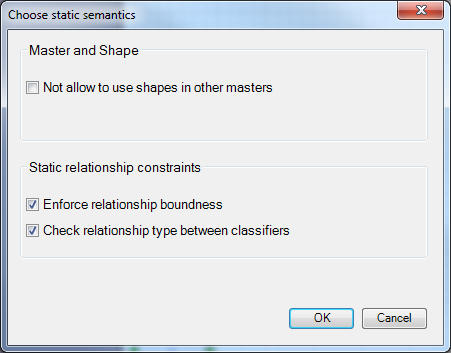 Choose static semantics
Master and Shape
Not allow to use shapes in other masters
Static relationship constraints
Enforce relationship boundness
Check relationship type between classifiers
OK
Cancel